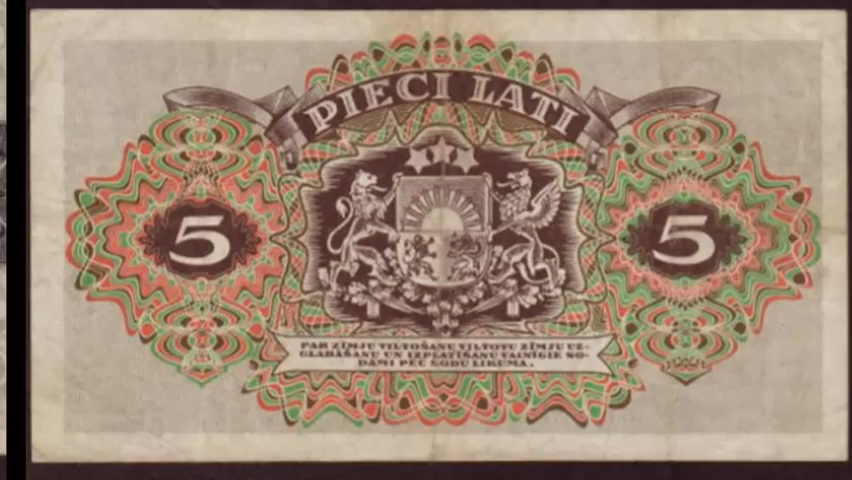 PIECI LATI
5 5
PAR ZĪMJU VILTOŠANU VILTOTU ZĪMJU UZ-
GLABĀŠANU UN IZPLATĪŠANU VAINĪGIE SO-
DĀMI PĒC SODU LIKUMA.